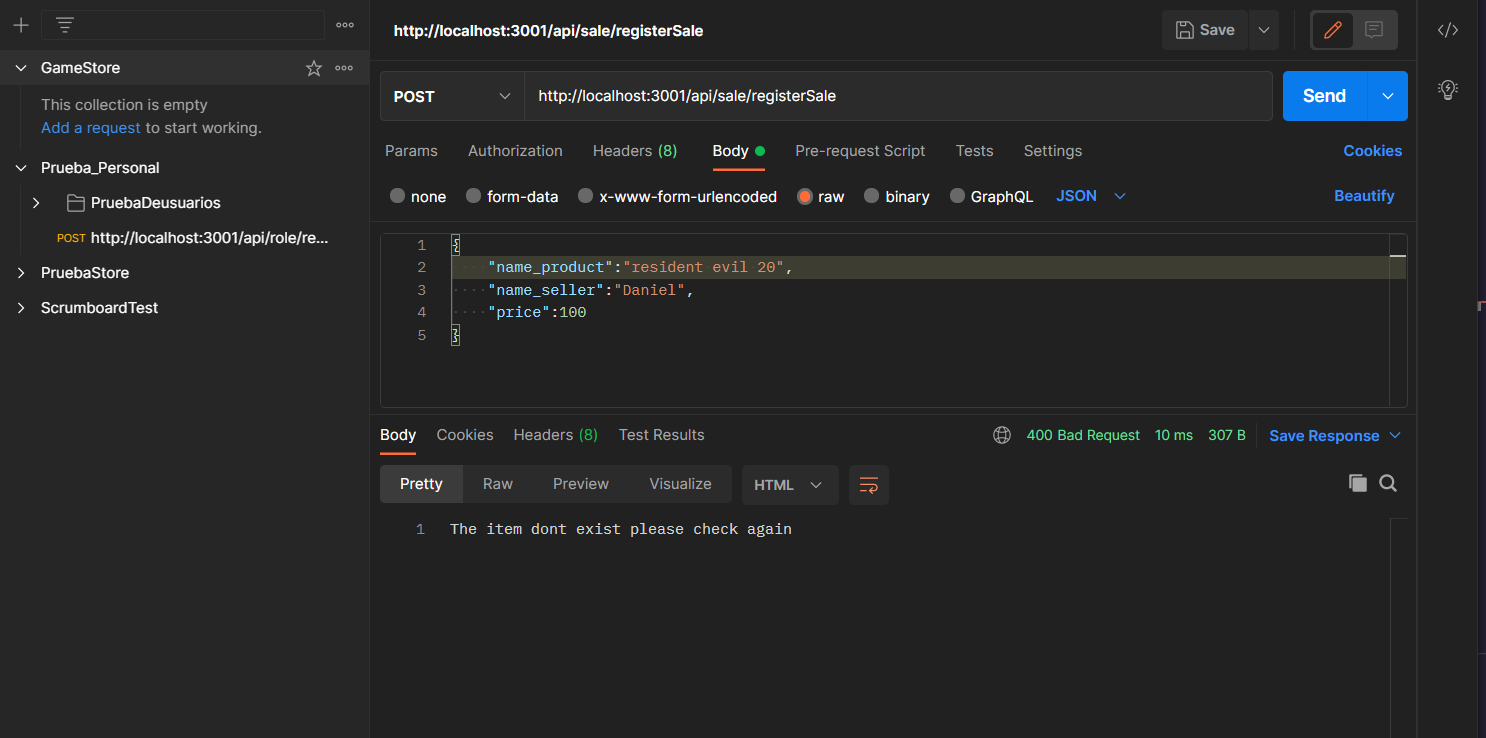 http://localhost:3001/api/sale/registerSale
Save
GameStore
This collection is empty
Add a request to start working.
Prueba_Personal
PruebaDeusuarios
POST http://localhost:3001/api/role/re...
PruebaStore
ScrumboardTest
POST http://localhost:3001/api/sale/registerSale Send
Params Authorization Headers (8) Body Pre-request Script Tests Settings Cookies
none form-data x-www-form-urlencoded raw binary GraphQL JSON Beautify
1 {
2 "name_product":"resident evil 20",
3 "name_seller":"Daniel",
4 "price":100
5 }
Body Cookies Headers (8) Test Results 400 Bad Request 10 ms 307 B Save Response
Pretty Raw Preview Visualize HTML
1 The item dont exist please check again